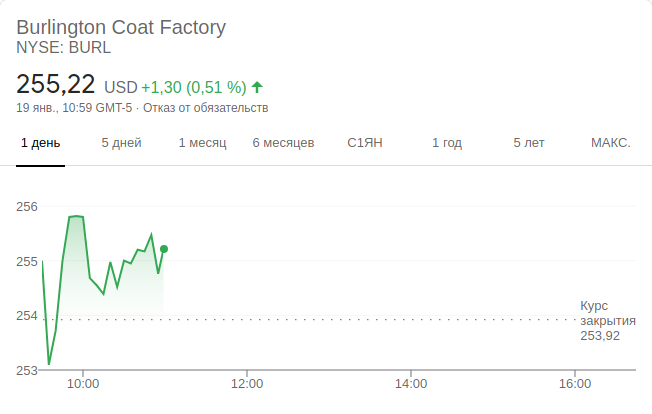 Burlington Coat Factory
NYSE: BURL
255,22 USD +1,30 (0,51 %)
19 янв., 10:59 GMT-5 · Отказ от обязательств
1 день 5 дней 1 месяц 6 месяцев С1ЯН 1 год 5 лет МАКС.
256
255
254
Курс
закрытия
253,92
253
10:00 12:00 14:00 16:00